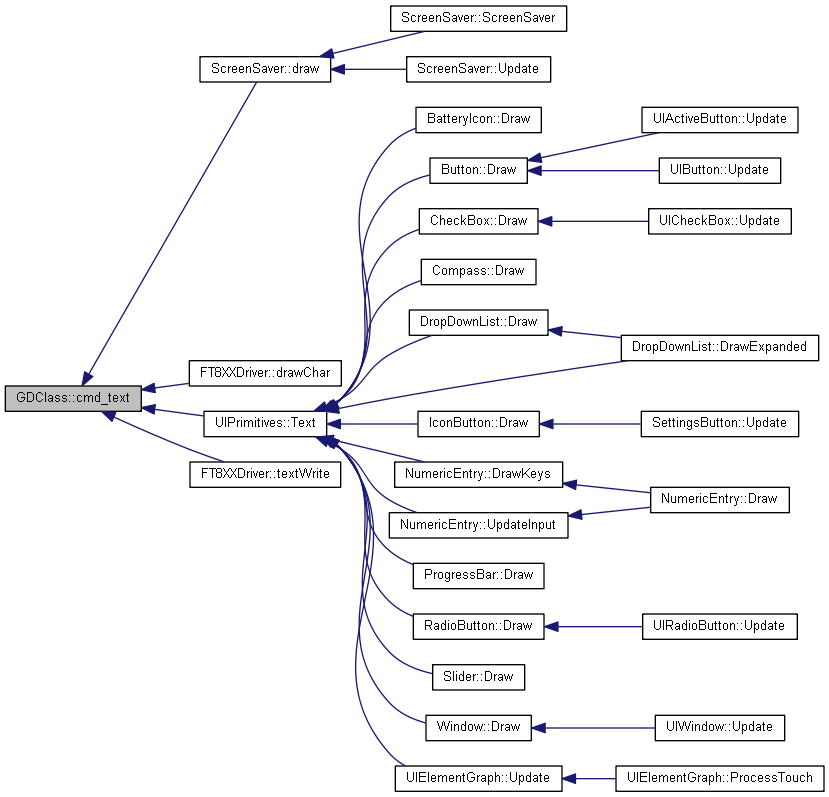 ScreenSaver::ScreenSaver
ScreenSaver::draw
ScreenSaver::Update
BatteryIcon::Draw
UIActiveButton::Update
Button::Draw
UIButton::Update
CheckBox::Draw
UICheckBox::Update
Compass::Draw
DropDownList::Draw
DropDownList::DrawExpanded
FT8XXDriver::drawChar
GDClass::cmd_text
UIPrimitives::Text
IconButton::Draw
SettingsButton::Update
FT8XXDriver::textWrite
NumericEntry::DrawKeys
NumericEntry::Draw
NumericEntry::UpdateInput
ProgressBar::Draw
RadioButton::Draw
UIRadioButton::Update
Slider::Draw
Window::Draw
UIWindow::Update
UIElementGraph::Update
UIElementGraph::ProcessTouch